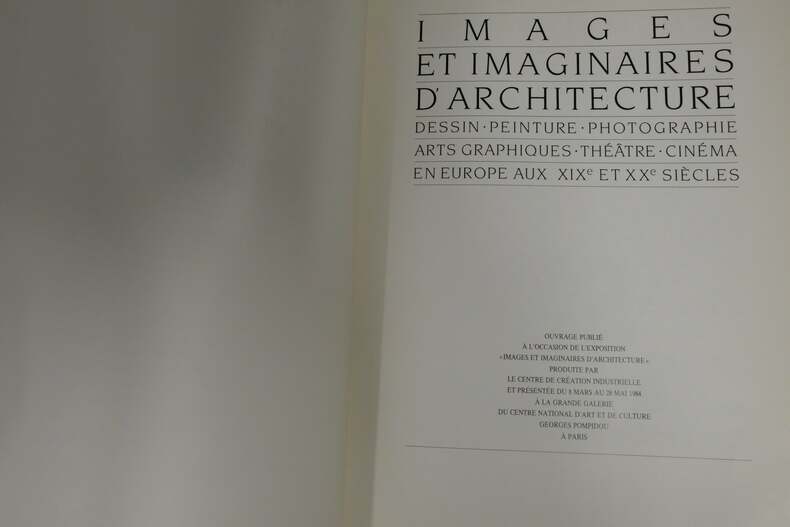 IMAGES
ET IMAGINAIRES
D'ARCHITECTURE
DESSIN · PEINTURE · PHOTOGRAPHIE
ARTS GRAPHIQUES · THÉÂTRE · CINÉMA
EN EUROPE AUX XIXe ET XXe SIÈCLES
OUVRAGE PUBLIÉ
À L'OCCASION DE L'EXPOSITION
« IMAGES ET IMAGINAIRES D'ARCHITECTURE »
PRODUITE PAR
LE CENTRE DE CRÉATION INDUSTRIELLE
ET PRÉSENTÉE DU 8 MARS AU 28 MAI 1984
À LA GRANDE GALERIE
DU CENTRE NATIONAL D'ART ET DE CULTURE
GEORGES POMPIDOU
À PARIS